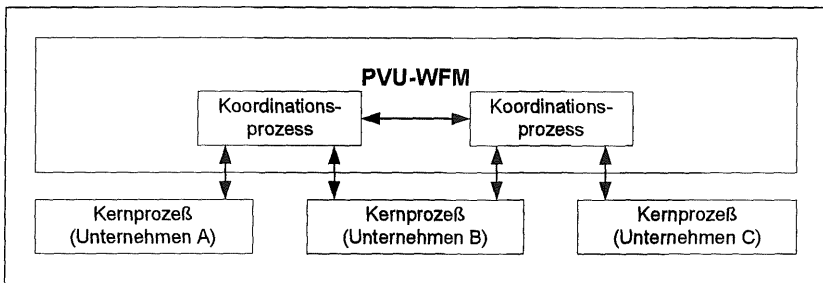 PVU-WFM
Koordinations-
prozess
Koordinations-
prozess
Kernprozeß
(Unternehmen A)
Kernprozeß
(Unternehmen B)
Kernprozeß
(Unternehmen C)